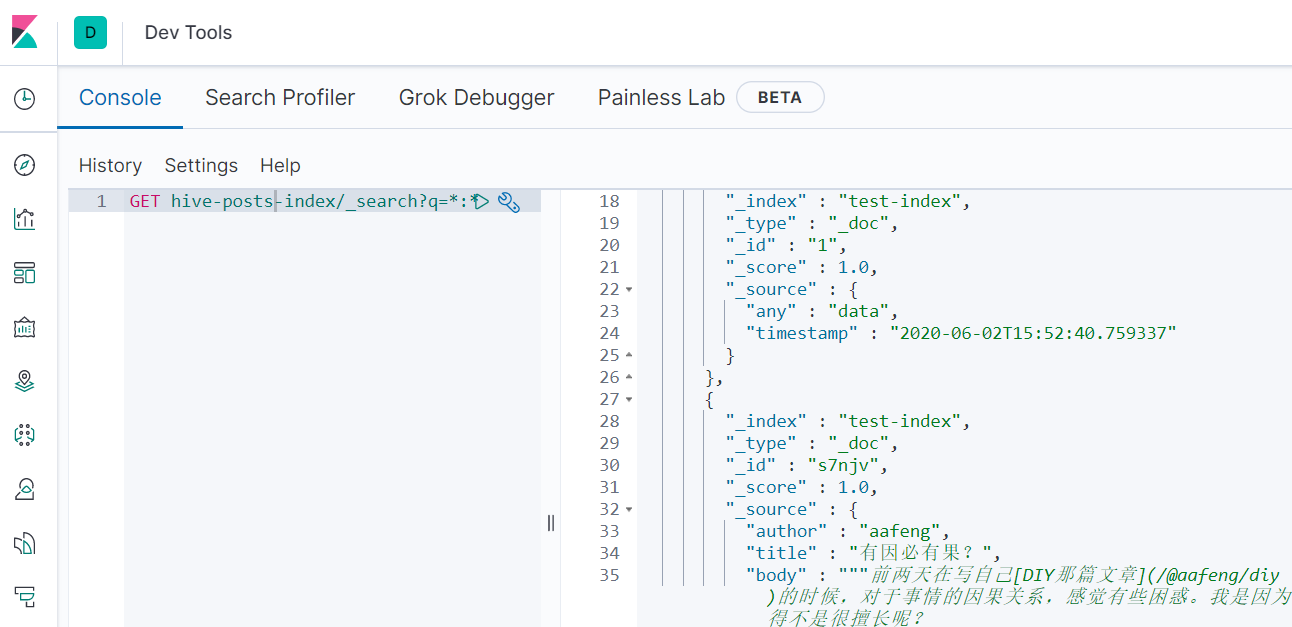 D Dev Tools
Console Search Profiler Grok Debugger Painless Lab BETA
History Settings Help
1 GET hive-posts-index/_search?q=*:*
18 "_index" : "test-index",
19 "_type" : "_doc",
20 "_id" : "1",
21 "_score" : 1.0,
22 "_source" : {
23 "any" : "data",
24 "timestamp" : "2020-06-02T15:52:40.759337"
25 }
26 },
27 {
28 "_index" : "test-index",
29 "_type" : "_doc",
30 "_id" : "s7njv",
31 "_score" : 1.0,
32 "_source" : {
33 "author" : "aafeng",
34 "title" : "有因必有果？",
35 "body" : """前两天在写自己[DIY那篇文章](/@aafeng/diy
)的时候，对于事情的因果关系，感觉有些困惑。我是因为
得不是很擅长呢？